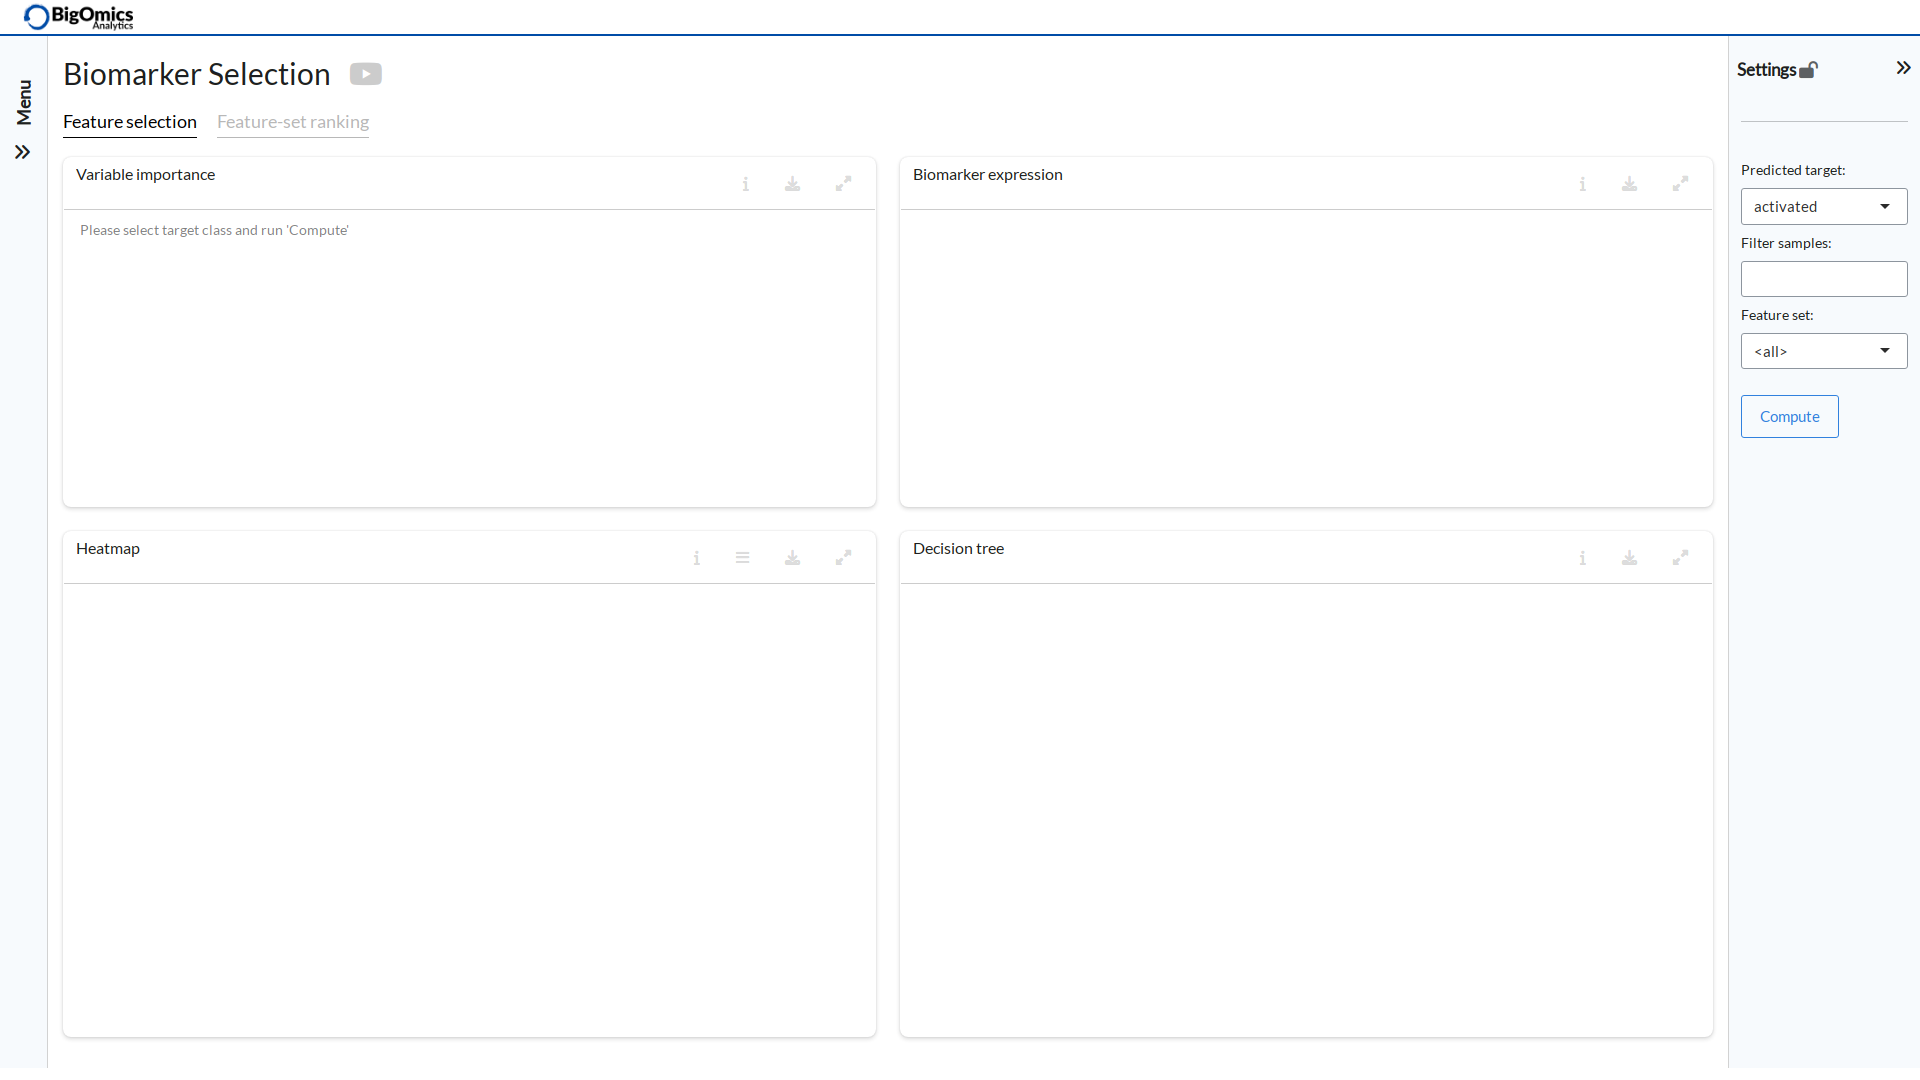 BigOmics
Analytics
Menu
Biomarker Selection
Feature selection
Feature-set ranking
Variable importance
Please select target class and run 'Compute'
Biomarker expression
Heatmap
Decision tree
Settings
Predicted target:
activated
Filter samples:
Feature set:
<all>
Compute